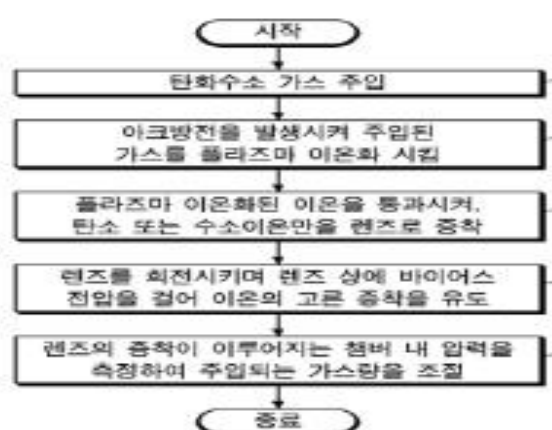 시작
탄화수소 가스 주입
아크방전을 발생시켜 주입된
가스를 플라즈마 이온화 시킴
플라즈마 이온화된 이온을 통과시켜,
탄소 또는 수소이온만을 렌즈로 증착
렌즈를 회전시키며 렌즈 상에 바이어스
전압을 걸어 이온의 고른 증착을 유도
렌즈의 증착이 이루어지는 챔버 내 압력을
측정하여 주입되는 가스량을 조절
종료